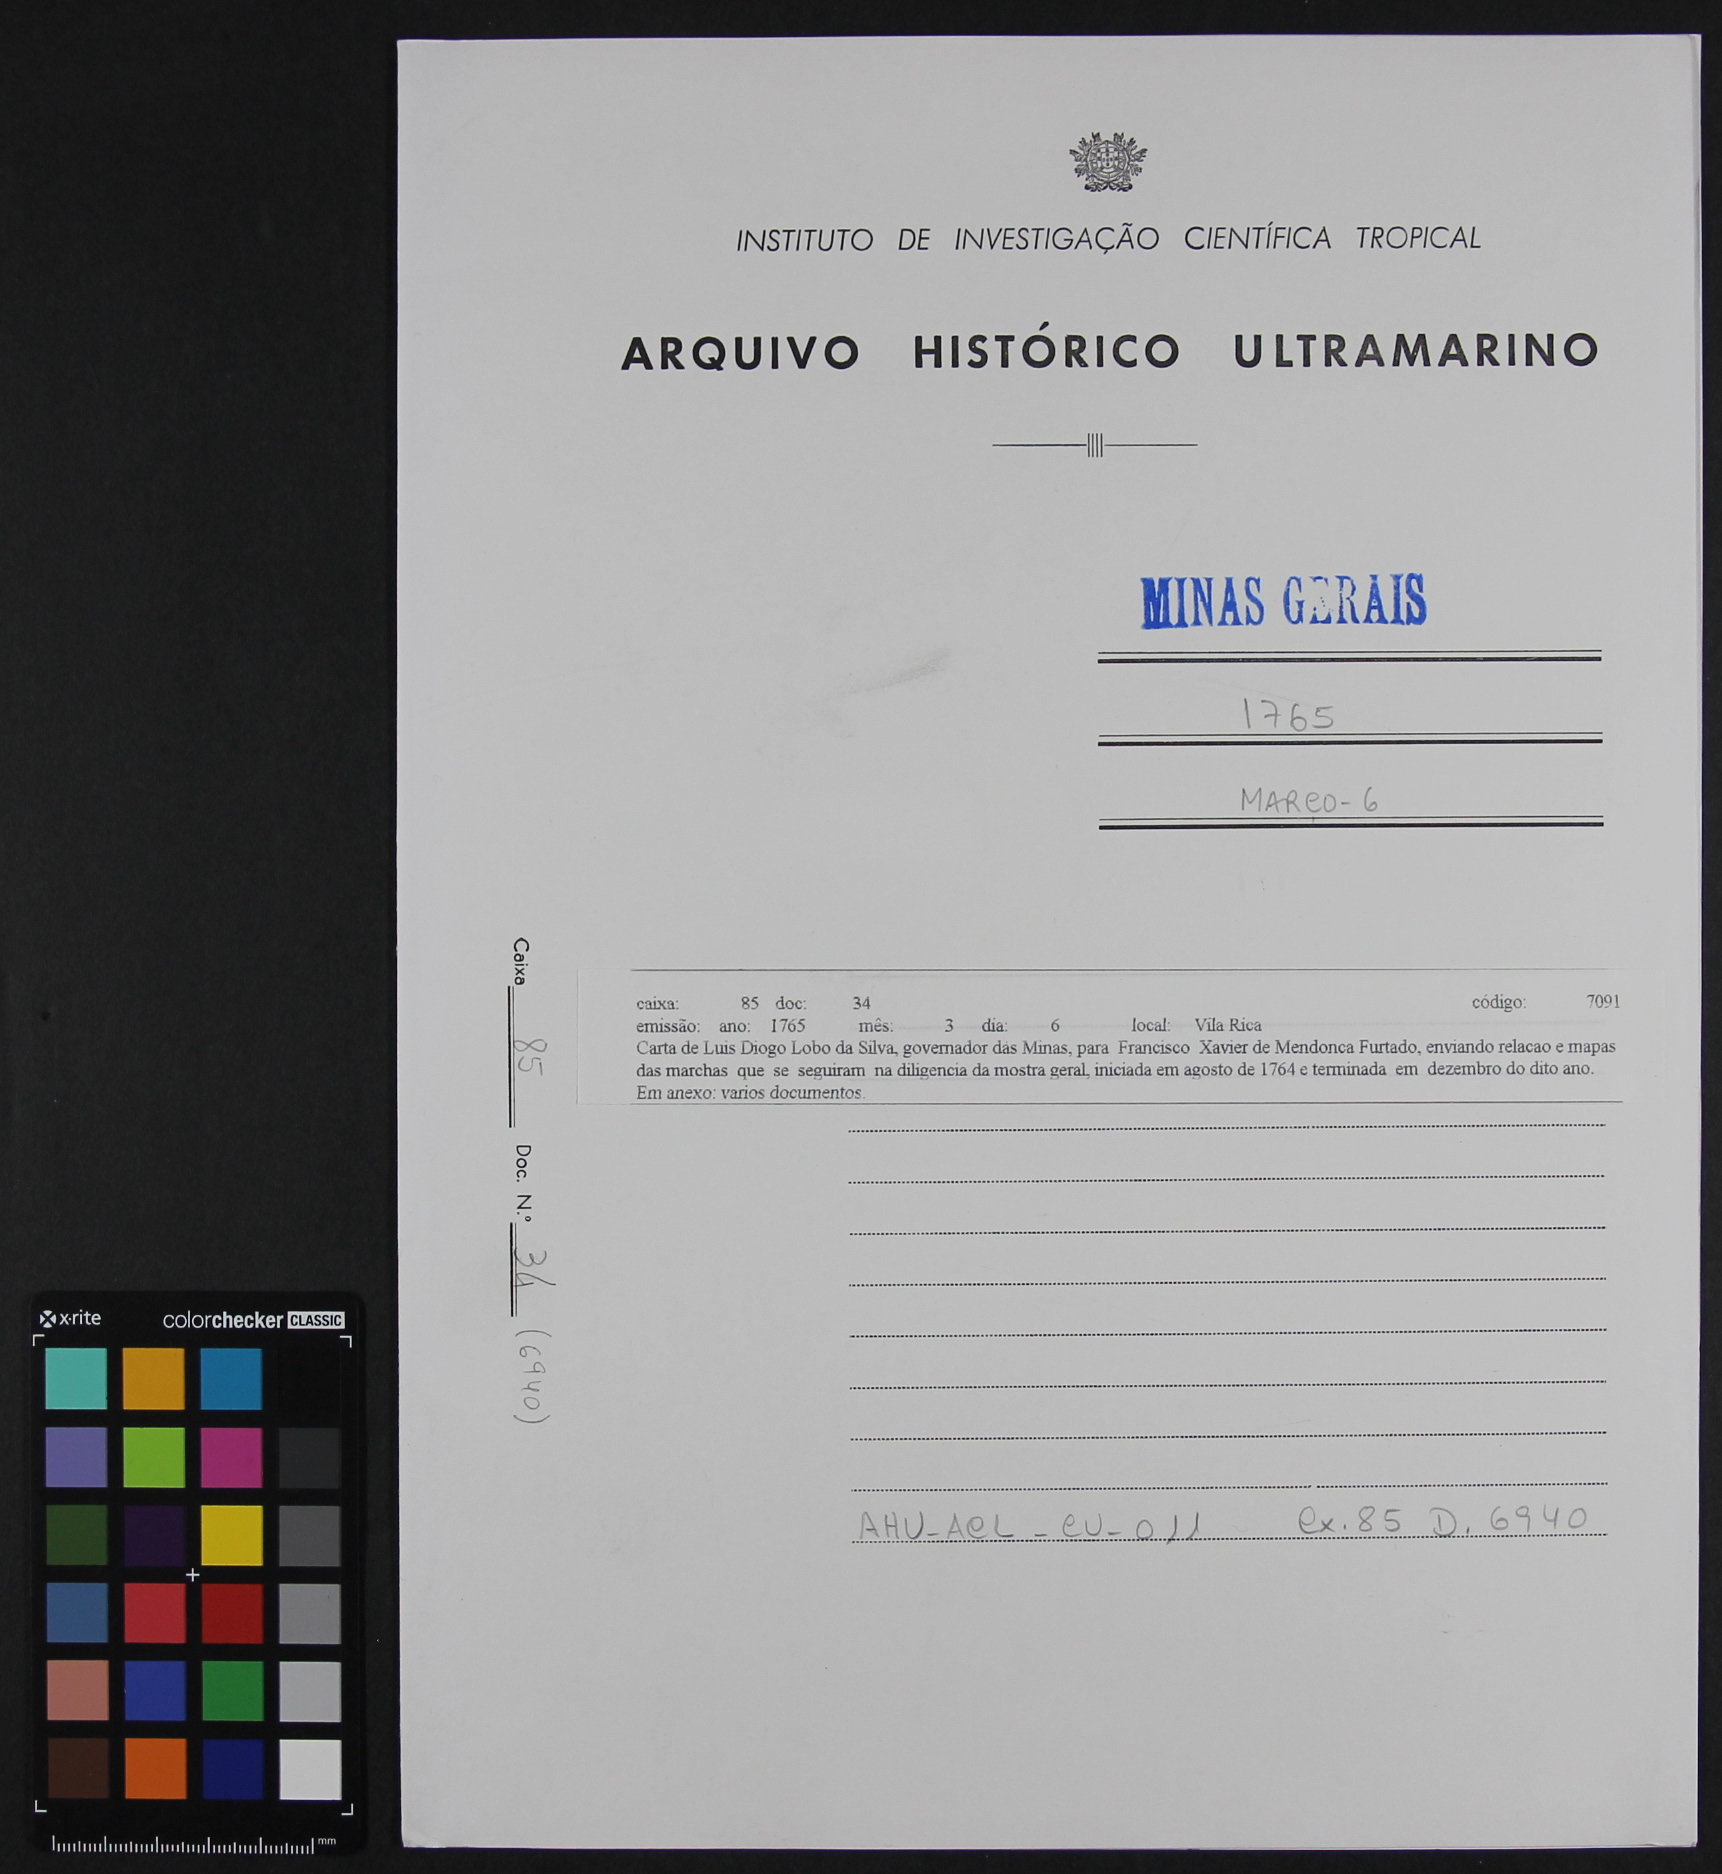 INSTITUTO DE INVESTIGAÇÃO CIENTÍFICA TROPICAL
ARQUIVO HISTÓRICO ULTRAMARINO
MINAS GERAIS
1765
MARÇO - 6
caixa: 85 doc: 34 código: 7091
emissão: ano: 1765 mês: 3 dia: 6 local: Vila Rica
Carta de Luis Diogo Lobo da Silva, governador das Minas, para Francisco Xavier de Mendonca Furtado, enviando relacao e mapas
das marchas que se seguiram na diligencia da mostra geral, iniciada em agosto de 1764 e terminada em dezembro do dito ano.
Em anexo: varios documentos.
Caixa 85 Doc. N.º 34 (6940)
AHU-ACL-CU-011 Cx. 85 D. 6940
x·rite colorchecker CLASSIC
mm